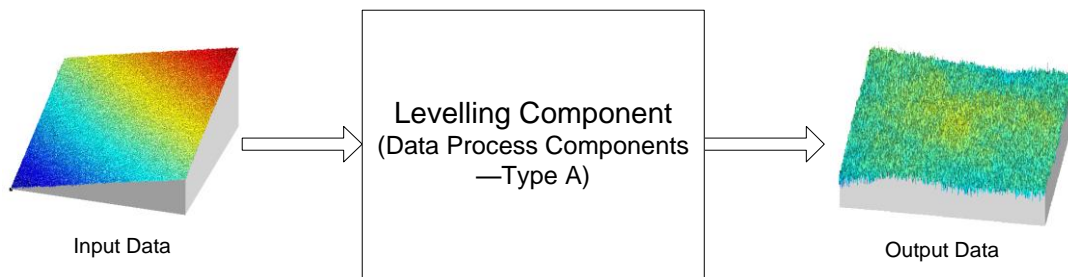 Levelling Component
(Data Process Components
—Type A)
Input Data
Output Data